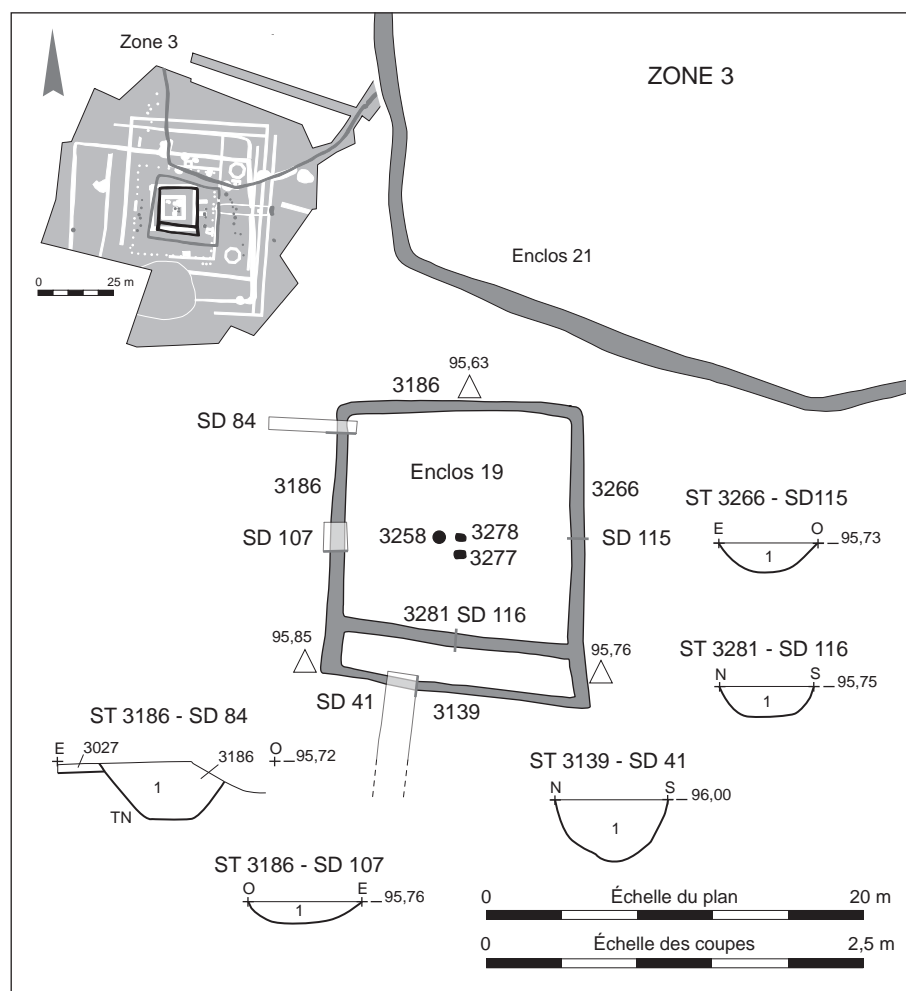 Zone 3
ZONE 3
0 25 m
Enclos 21
95,63
3186
SD 84
Enclos 19
3186
3266
ST 3266 - SD115
E O
95,73
1
SD 107
3258
3278
3277
SD 115
3281 SD 116
95,85
95,76
ST 3281 - SD 116
N S
95,75
1
SD 41
3139
ST 3186 - SD 84
E
3027
3186
O
95,72
1
TN
ST 3139 - SD 41
N S
96,00
1
ST 3186 - SD 107
O E
95,76
1
0 Échelle du plan 20 m
0 Échelle des coupes 2,5 m